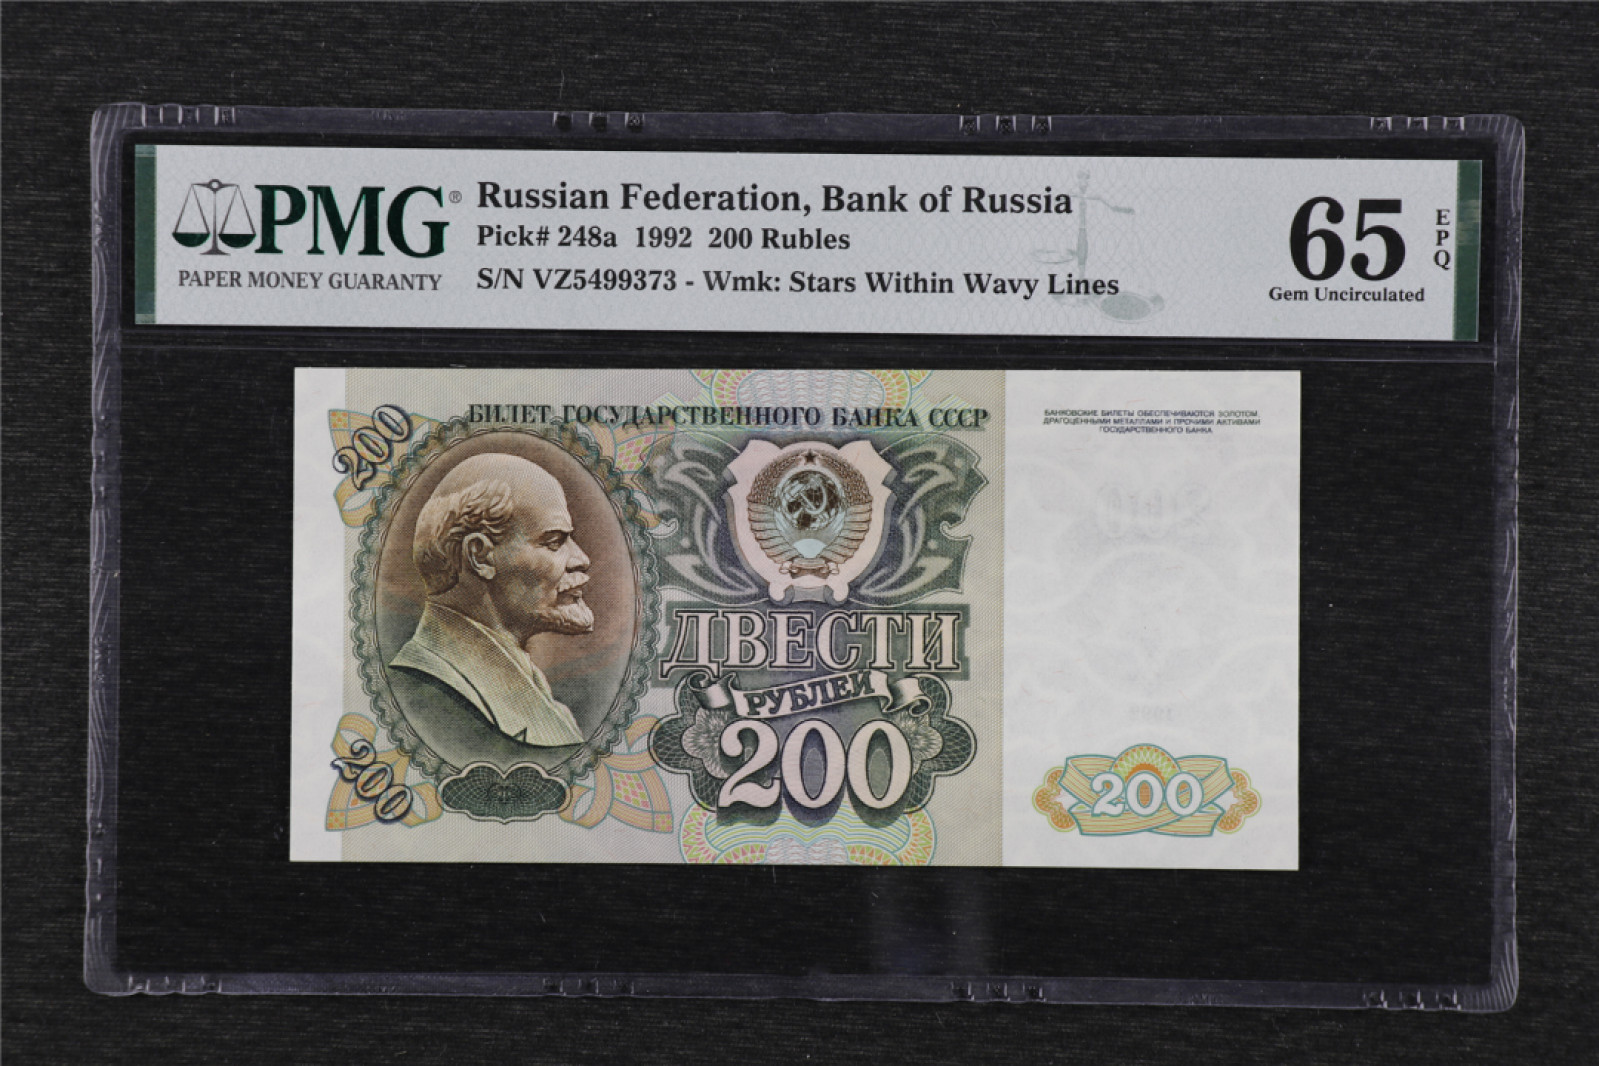 PMG®
PAPER MONEY GUARANTY
Russian Federation, Bank of Russia
Pick# 248a 1992 200 Rubles
S/N VZ5499373 - Wmk: Stars Within Wavy Lines
65 EPQ
Gem Uncirculated
БИЛЕТ ГОСУДАРСТВЕННОГО БАНКА СССР
БАНКОВСКИЕ БИЛЕТЫ ОБЕСПЕЧИВАЮТСЯ ЗОЛОТОМ,
ДРАГОЦЕННЫМИ МЕТАЛЛАМИ И ПРОЧИМИ АКТИВАМИ
ГОСУДАРСТВЕННОГО БАНКА
200
ДВЕСТИ
РУБЛЕЙ
200
200
200